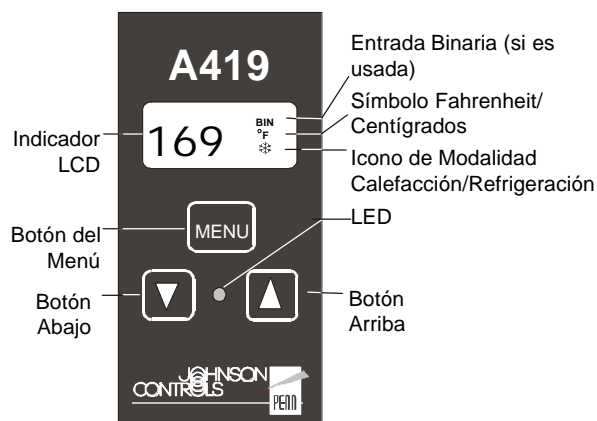 A419
169
BIN
°F
MENU
JOHNSON
CONTROLS
PENN
Indicador
LCD
Botón del
Menú
Botón
Abajo
Entrada Binaria (si es
usada)
Símbolo Fahrenheit/
Centígrados
Icono de Modalidad
Calefacción/Refrigeración
LED
Botón
Arriba